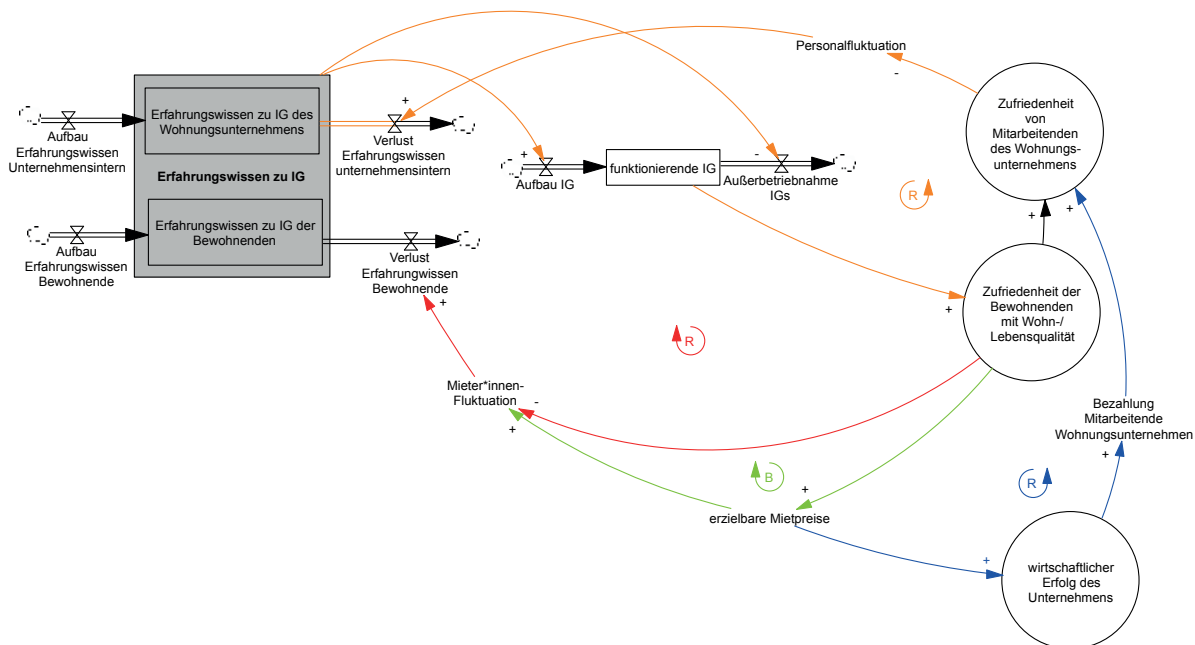 Personalfluktuation
-
Zufriedenheit
von
Mitarbeitenden
des Wohnungs-
unternehmens
+
+
Erfahrungswissen zu IG des
Wohnungsunternehmens
Erfahrungswissen zu IG
Erfahrungswissen zu IG der
Bewohnenden
Aufbau
Erfahrungswissen
Unternehmensintern
Aufbau
Erfahrungswissen
Bewohnende
+
Verlust
Erfahrungswissen
unternehmensintern
Verlust
Erfahrungswissen
Bewohnende
+
+
Aufbau IG
funktionierende IG
-
Außerbetriebnahme
IGs
R
+
Zufriedenheit der
Bewohnenden
mit Wohn-/
Lebensqualität
R
Mieter*innen-
Fluktuation
-
+
B
+
erzielbare Mietpreise
Bezahlung
Mitarbeitende
Wohnungsunternehmen
+
R
+
wirtschaftlicher
Erfolg des
Unternehmens